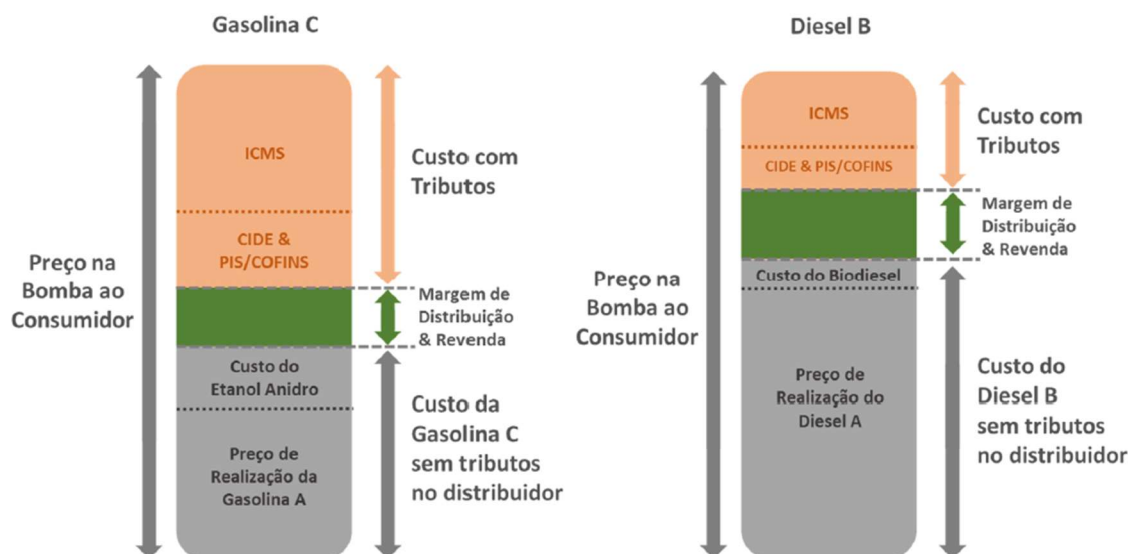 Gasolina C
ICMS
CIDE &
PIS/COFINS
Custo do
Etanol Anidro
Preço de
Realização da
Gasolina A
Preço na
Bomba ao
Consumidor
Custo com
Tributos
Margem de
Distribuição
& Revenda
Custo da
Gasolina C
sem tributos
no distribuidor
Diesel B
ICMS
CIDE & PIS/COFINS
Custo do Biodiesel
Preço de
Realização do
Diesel A
Preço na
Bomba ao
Consumidor
Custo com
Tributos
Margem de
Distribuição
& Revenda
Custo do
Diesel B
sem tributos
no distribuidor